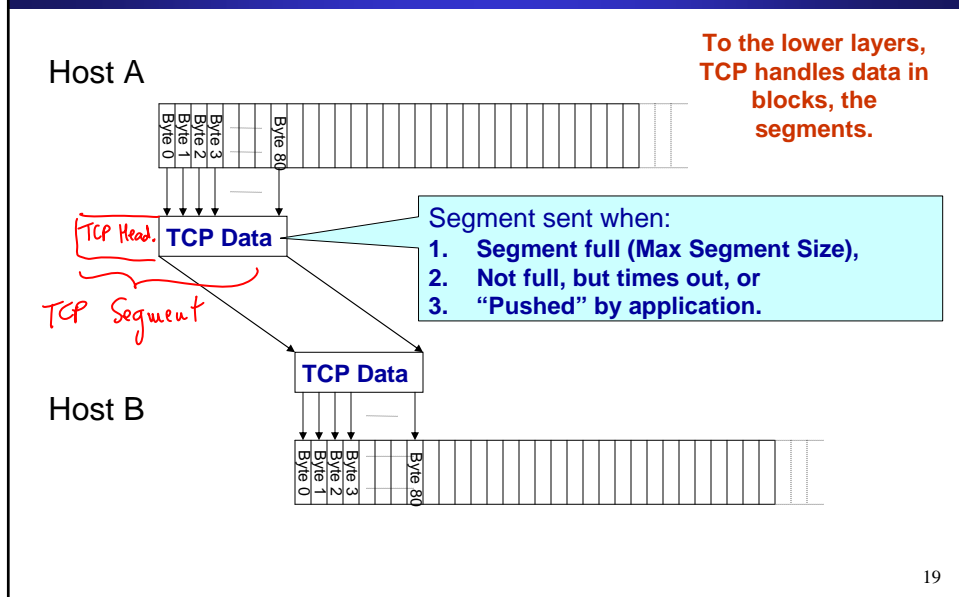 To the lower layers,
TCP handles data in
blocks, the
segments.
Host A
Byte 0
Byte 1
Byte 2
Byte 3
Byte 80
TCP Head.
TCP Data
TCP Segment
Segment sent when:
1. Segment full (Max Segment Size),
2. Not full, but times out, or
3. “Pushed” by application.
TCP Data
Host B
Byte 0
Byte 1
Byte 2
Byte 3
Byte 80
19